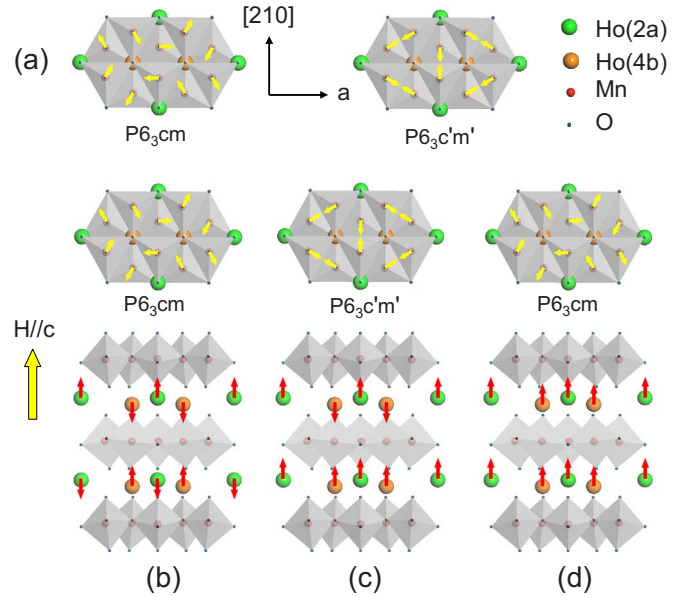 [210]
(a)
a
Ho(2a)
Ho(4b)
Mn
O
P6₃cm
P6₃c'm'
P6₃cm
P6₃c'm'
P6₃cm
H//c
(b)
(c)
(d)